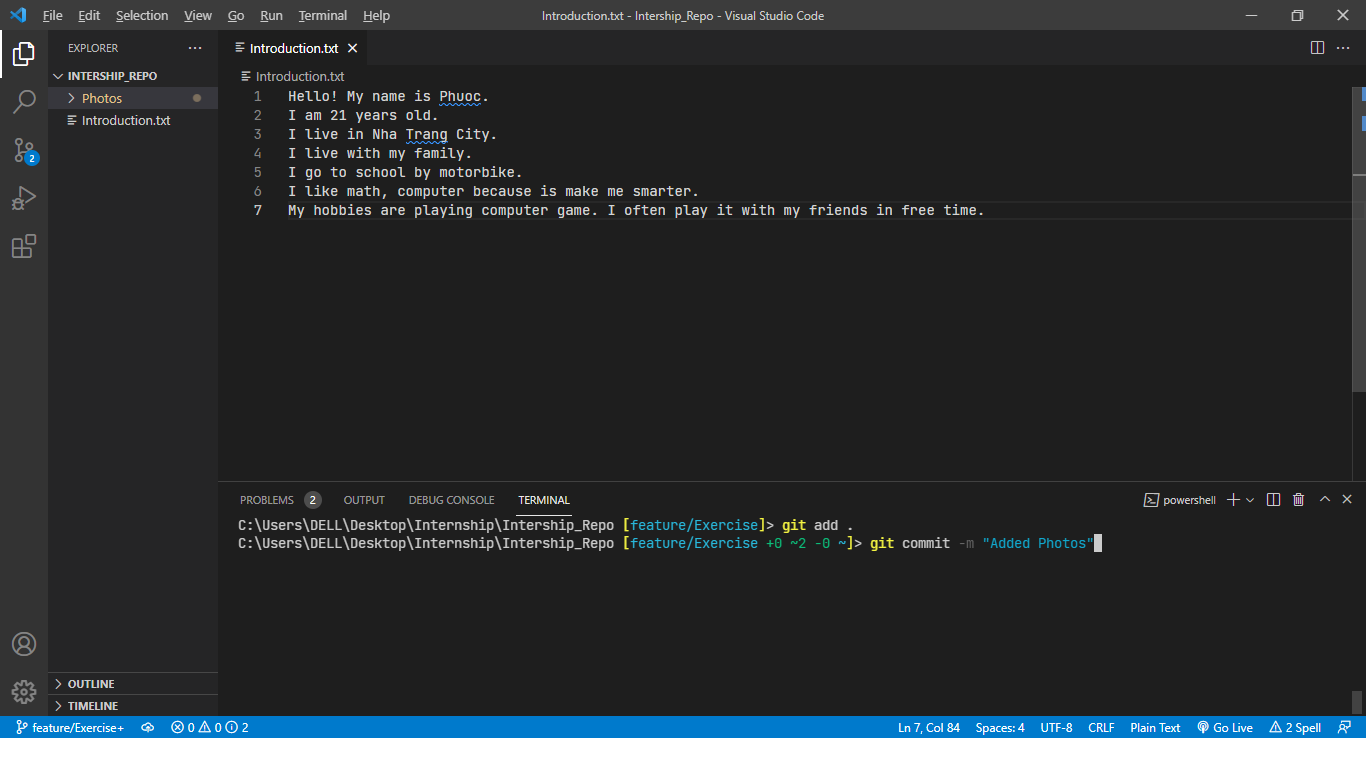 File Edit Selection View Go Run Terminal Help Introduction.txt - Intership_Repo - Visual Studio Code
EXPLORER
INTERSHIP_REPO
Photos
Introduction.txt
2
OUTLINE
TIMELINE
Introduction.txt
Introduction.txt
1 Hello! My name is Phuoc.
2 I am 21 years old.
3 I live in Nha Trang City.
4 I live with my family.
5 I go to school by motorbike.
6 I like math, computer because is make me smarter.
7 My hobbies are playing computer game. I often play it with my friends in free time.
PROBLEMS 2 OUTPUT DEBUG CONSOLE TERMINAL powershell
C:\Users\DELL\Desktop\Internship\Intership_Repo [feature/Exercise]> git add .
C:\Users\DELL\Desktop\Internship\Intership_Repo [feature/Exercise +0 ~2 -0 ~]> git commit -m "Added Photos"
feature/Exercise+ 0 0 2 Ln 7, Col 84 Spaces: 4 UTF-8 CRLF Plain Text Go Live 2 Spell